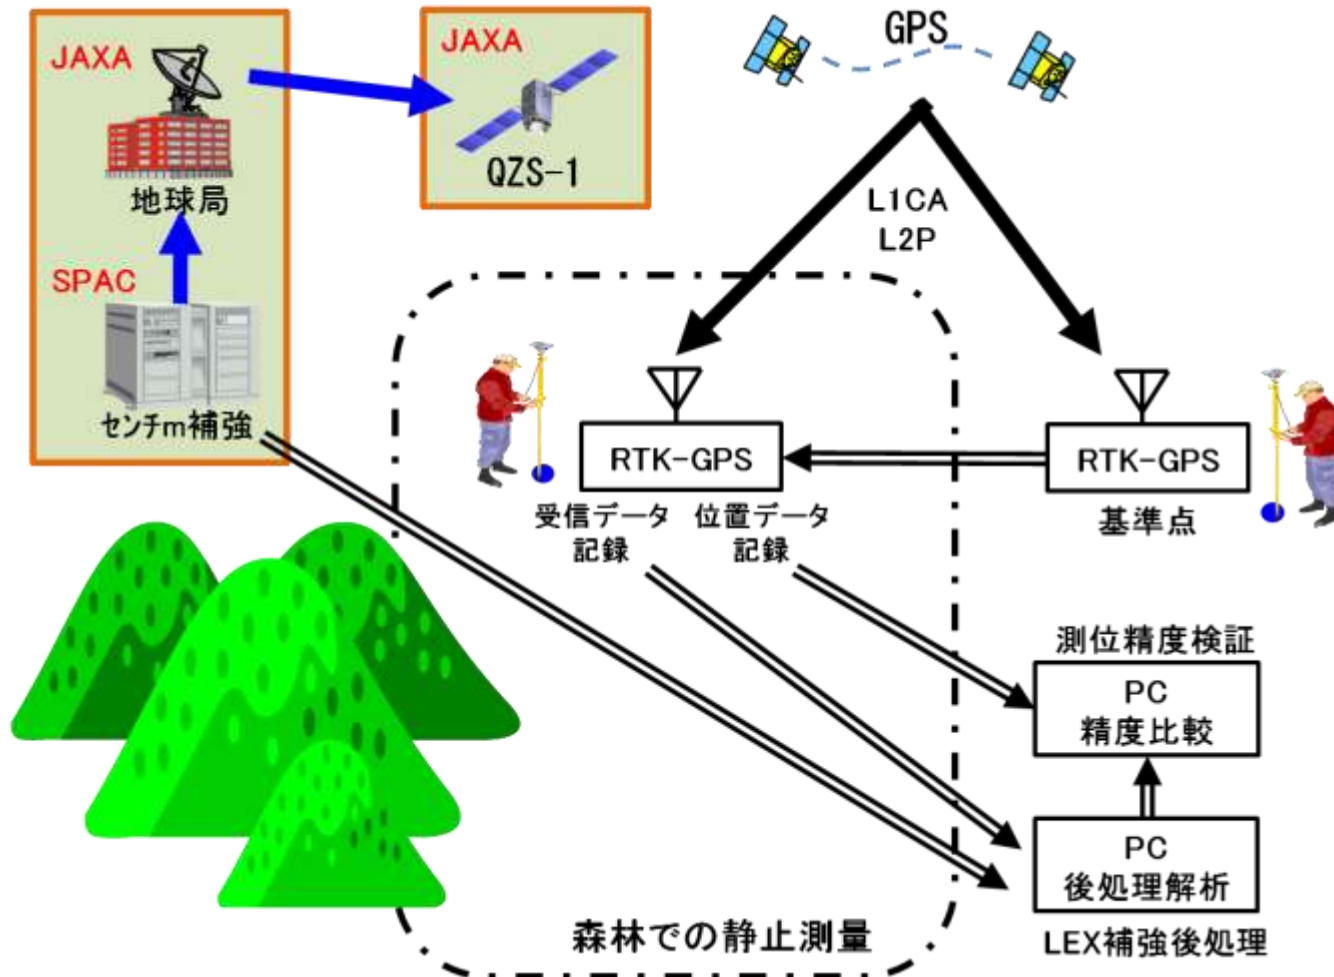 JAXA
地球局
SPAC
センチm補強
JAXA
QZS-1
GPS
L1CA
L2P
RTK-GPS
受信データ
記録
位置データ
記録
RTK-GPS
基準点
測位精度検証
PC
精度比較
PC
後処理解析
LEX補強後処理
森林での静止測量